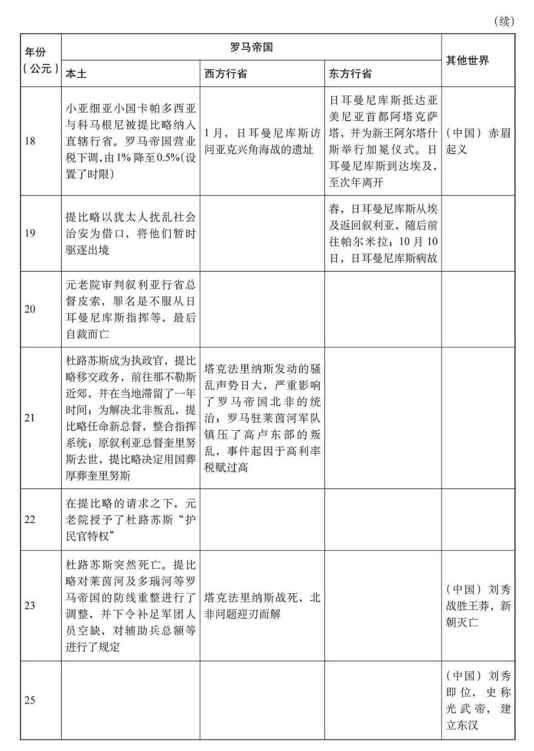 （续）
年份
（公元）
罗马帝国
其他世界
本土
西方行省
东方行省
18
小亚细亚小国卡帕多西亚
与科马根尼被提比略纳入
直辖行省。罗马帝国营业
税下调，由1%降至0.5%（设
置了时限）
1月，日耳曼尼库斯访
问亚克兴角海战的遗址
日耳曼尼库斯抵达亚
美尼亚首都阿塔克萨
塔，并为新王阿尔塔什
斯举行加冕仪式。日
耳曼尼库斯到达埃及，
至次年离开
（中国）赤眉
起义
19
提比略以犹太人扰乱社会
治安为借口，将他们暂时
驱逐出境
春，日耳曼尼库斯从埃
及返回叙利亚，随后前
往帕尔米拉；10月10
日，日耳曼尼库斯病故
20
元老院审判叙利亚行省总
督皮索，罪名是不服从日
耳曼尼库斯指挥等，最后
自裁而亡
21
杜路苏斯成为执政官，提比
略移交政务，前往那不勒斯
近郊，并在当地滞留了一年
时间；为解决北非叛乱，提
比略任命新总督，整合指挥
系统；原叙利亚总督奎里努
斯去世，提比略决定用国葬
厚葬奎里努斯
塔克法里纳斯发动的骚
乱声势日大，严重影响
了罗马帝国北非的统
治；罗马驻莱茵河军队
镇压了高卢东部的叛
乱，事件起因于高利率
税赋过高
22
在提比略的请求之下，元
老院授予了杜路苏斯“护
民官特权”
23
杜路苏斯突然死亡。提比
略对莱茵河及多瑙河等罗
马帝国的防线重整进行了
调整，并下令补足军团人
员空缺，对辅助兵总额等
进行了规定
塔克法里纳斯战死，北
非问题迎刃而解
（中国）刘秀
战胜王莽，新
朝灭亡
25
（中国）刘秀
即位，史称
光武帝，建
立东汉